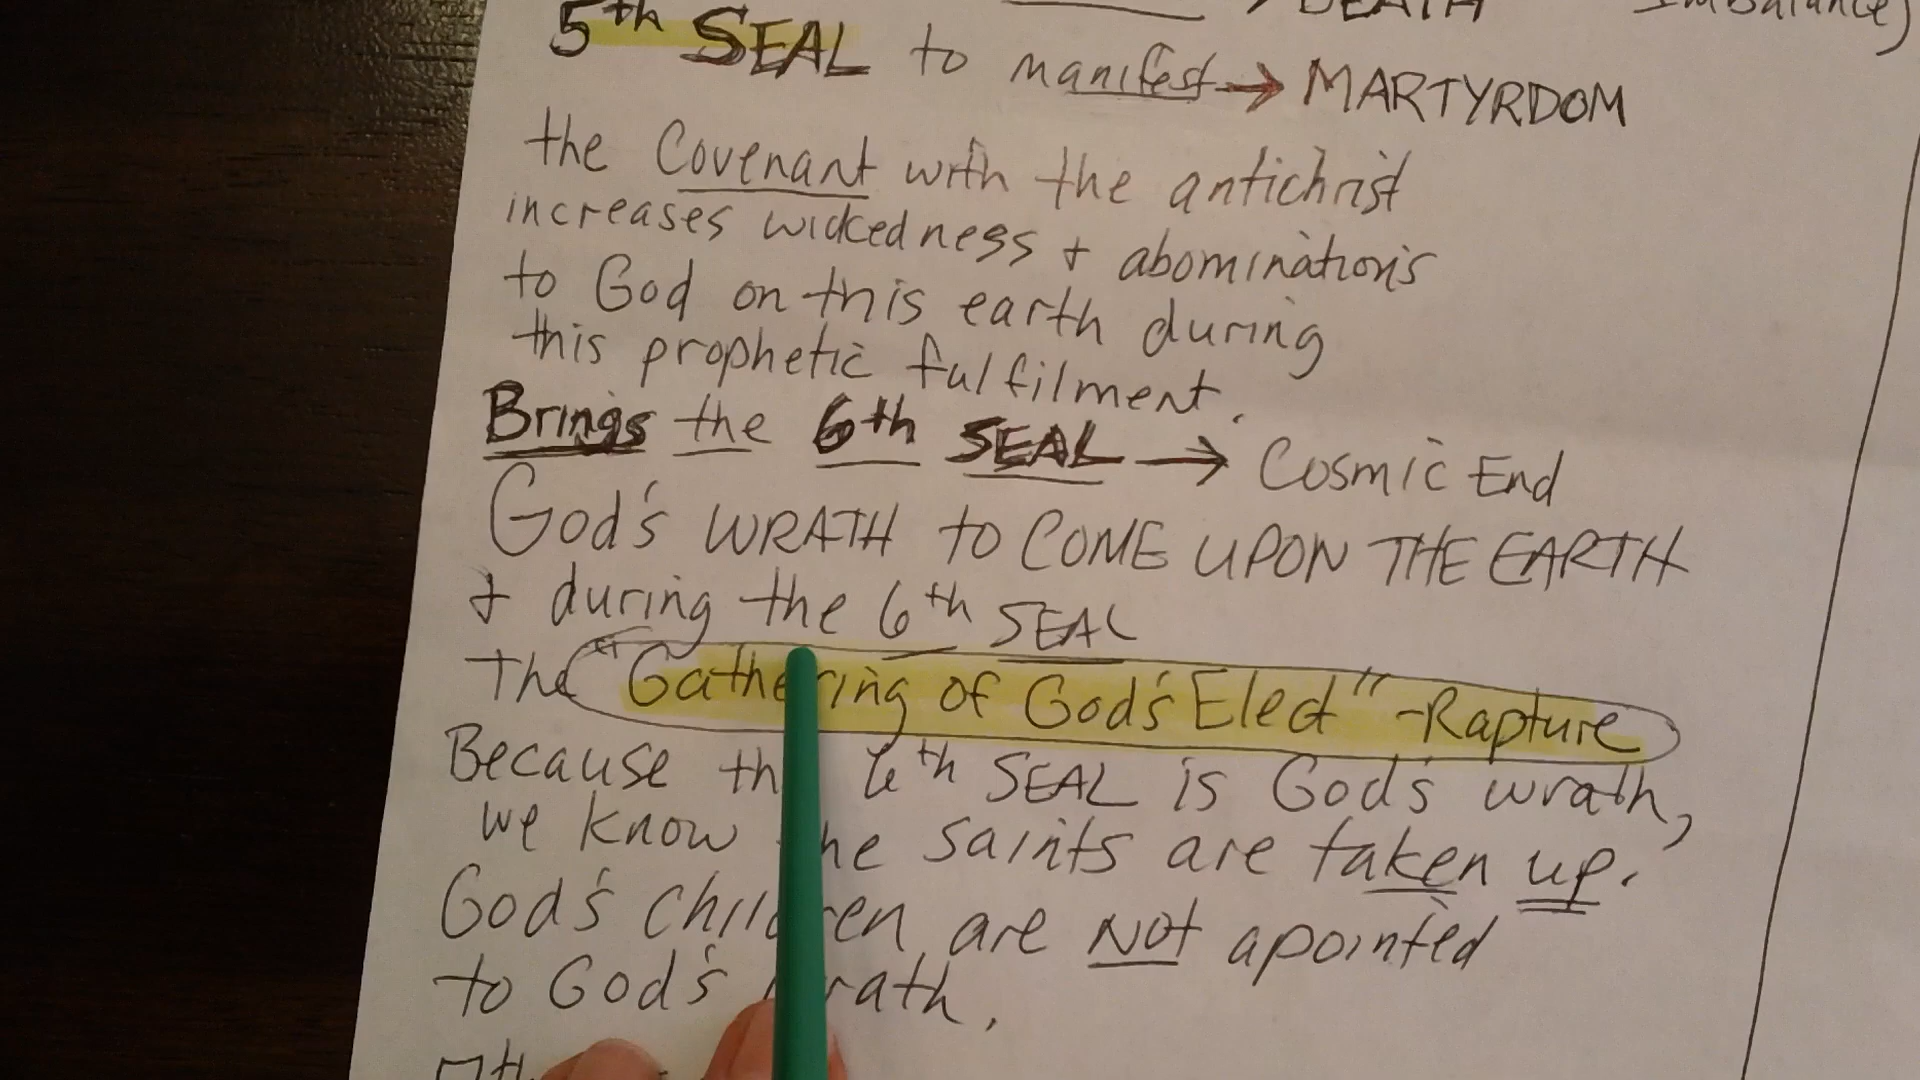 DEATH imbalance)
5th SEAL to manifest → MARTYRDOM
the Covenant with the antichrist
increases wickedness + abominations
to God on this earth during
this prophetic fulfilment.
Brings the 6th SEAL → Cosmic End
God's WRATH to COME UPON THE EARTH
+ during the 6th SEAL
The "Gathering of God's Elect" - Rapture
Because the 6th SEAL is God's wrath,
we know the saints are taken up.
God's children are NOT apointed
to God's wrath.
7th